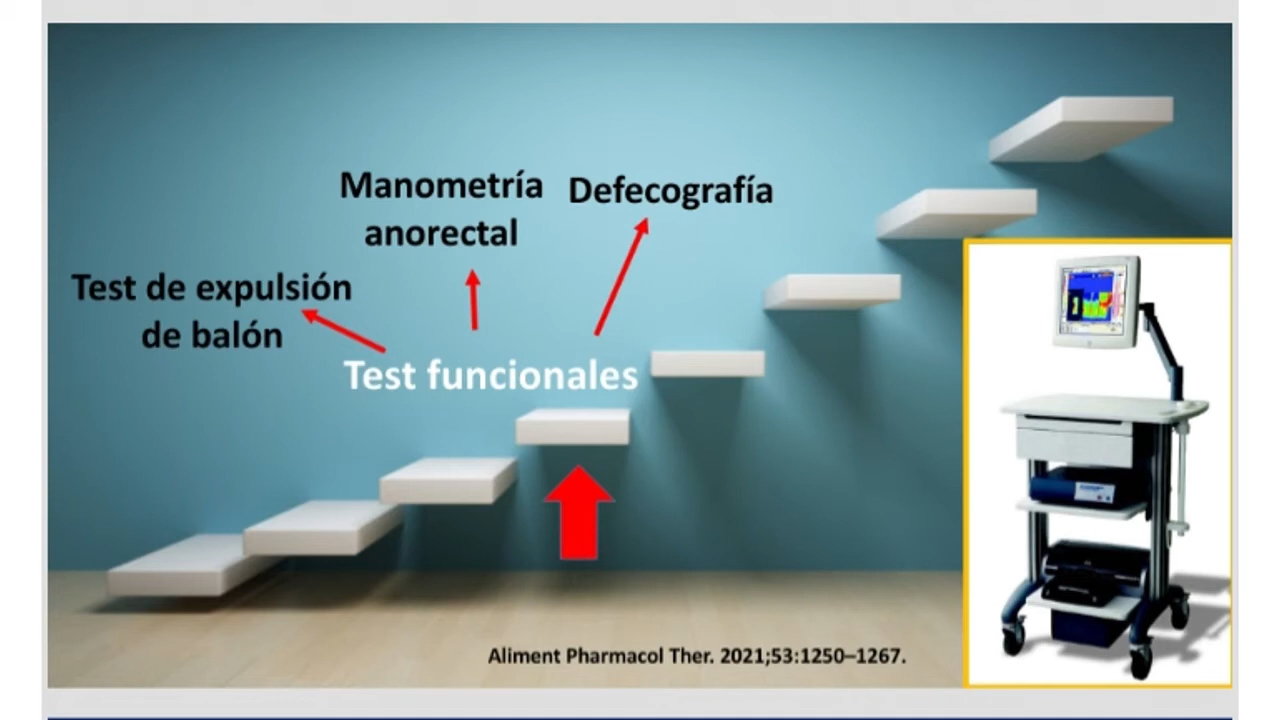 Manometría
anorectal
Defecografía
Test de expulsión
de balón
Test funcionales
Aliment Pharmacol Ther. 2021;53:1250–1267.